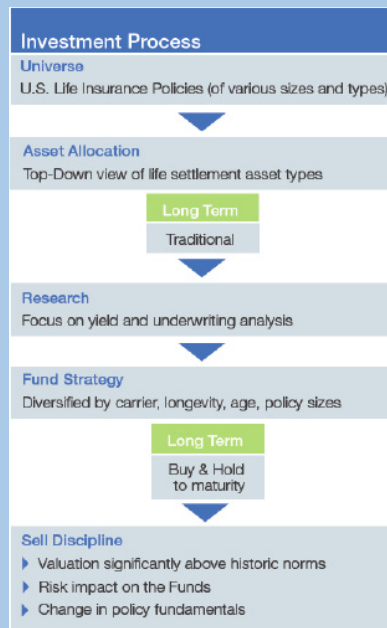 Investment Process
Universe
U.S. Life Insurance Policies (of various sizes and types)
Asset Allocation
Top-Down view of life settlement asset types
Long Term
Traditional
Research
Focus on yield and underwriting analysis
Fund Strategy
Diversified by carrier, longevity, age, policy sizes
Long Term
Buy & Hold
to maturity
Sell Discipline
Valuation significantly above historic norms
Risk impact on the Funds
Change in policy fundamentals